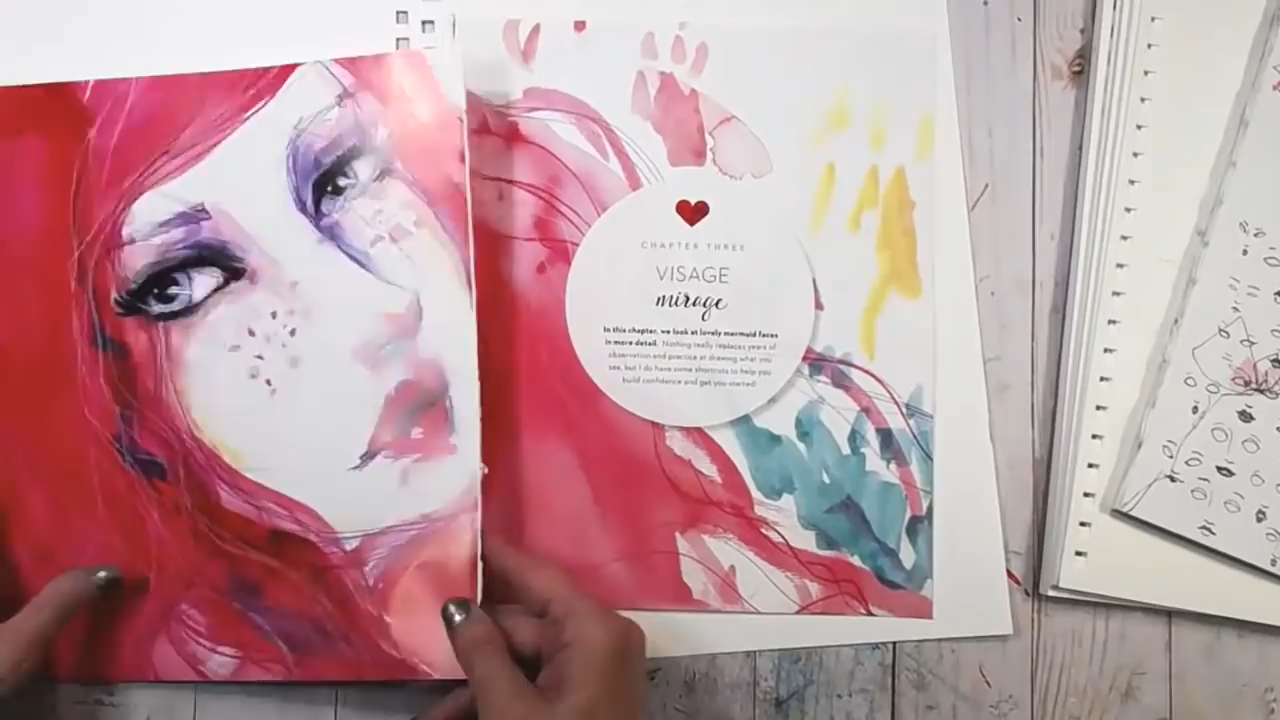 CHAPTER THREE
VISAGE
mirage
In this chapter, we look at lovely mermaid faces
in more detail. Nothing really replaces years of
observation and practice at drawing what you
see, but I do have some shortcuts to help you
build confidence and get you started!